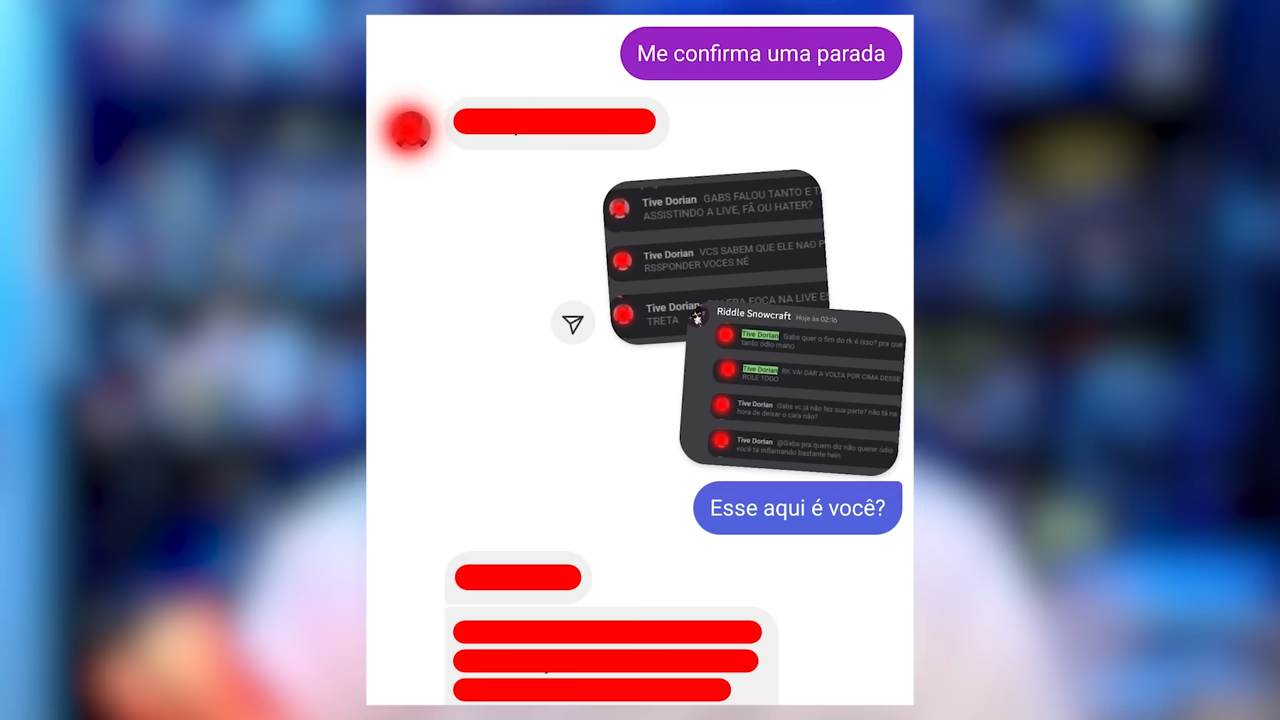 Me confirma uma parada
Tive Dorian GABS FALOU TANTO E
ASSISTINDO A LIVE, FÃ OU HATER?
Tive Dorian VCS SABEM QUE ELE NAO
RSSPONDER VOCES NÉ
Tive Dorian FOCA NA LIVE
TRETA
Riddle Snowcraft Hoje às 02:16
Tive Dorian Gabs quer o fim do rk é isso? pra que
tanto ódio mano
Tive Dorian RK VAI DAR A VOLTA POR CIMA DESSE
ROLE TODO
Tive Dorian Gabs vc já não fez sua parte? não tá na
hora de deixar o cara não?
Tive Dorian @Gabs pra quem diz não querer ódio
você tá inflamando bastante hein
Esse aqui é você?